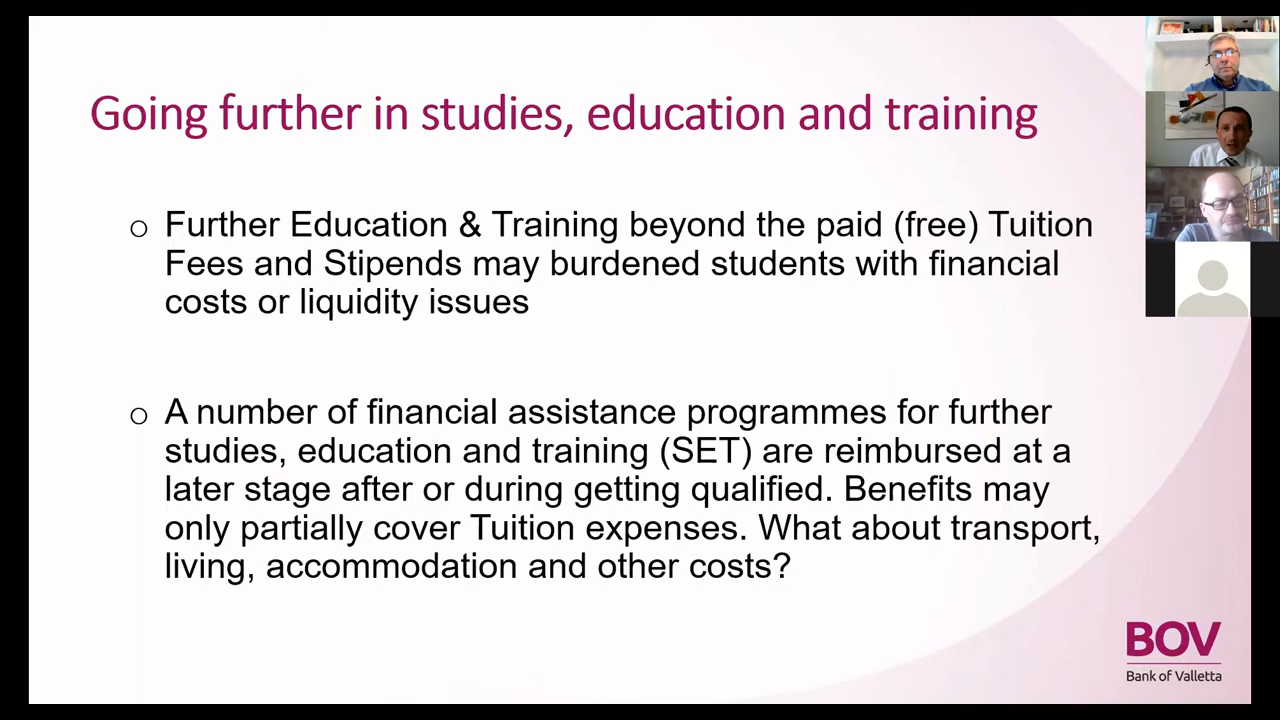 Going further in studies, education and training
Further Education & Training beyond the paid (free) Tuition
Fees and Stipends may burdened students with financial
costs or liquidity issues
A number of financial assistance programmes for further
studies, education and training (SET) are reimbursed at a
later stage after or during getting qualified. Benefits may
only partially cover Tuition expenses. What about transport,
living, accommodation and other costs?
BOV
Bank of Valletta